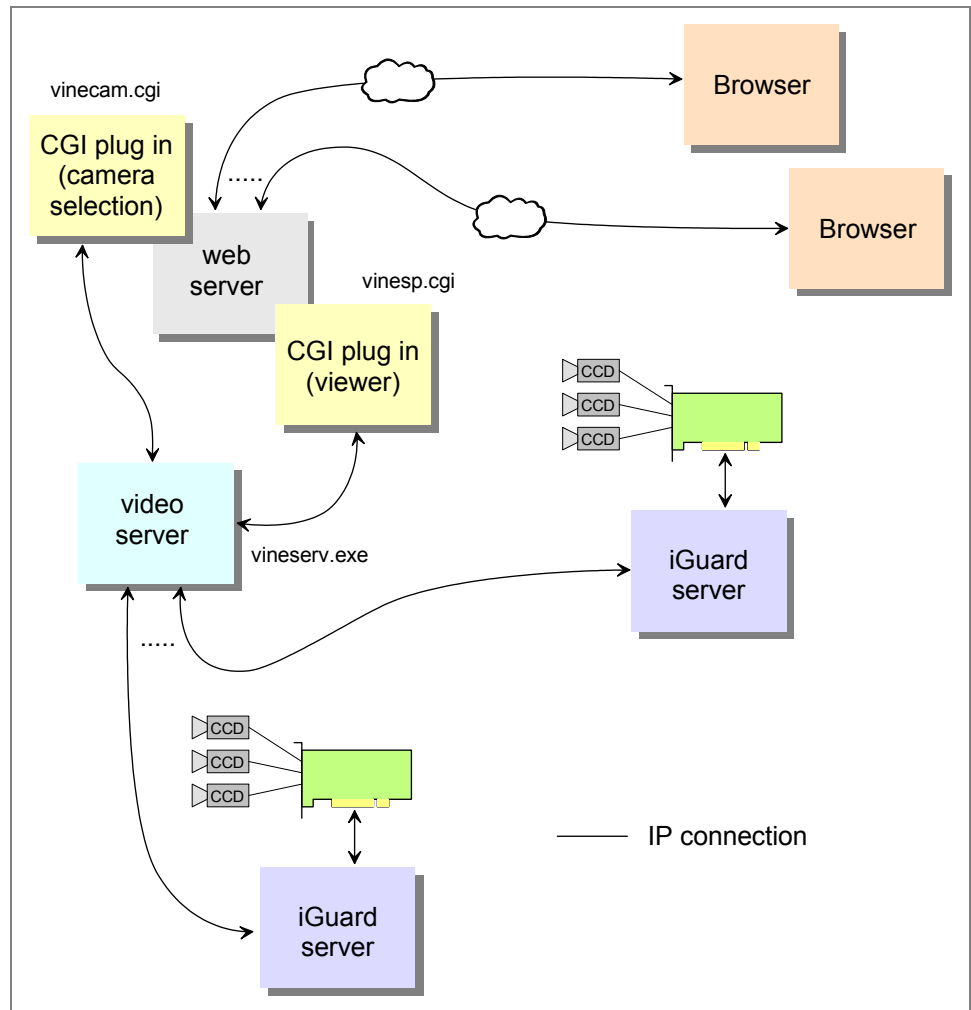 vinecam.cgi
CGI plug in
(camera
selection)
.....
web
server
Browser
Browser
vinesp.cgi
CGI plug in
(viewer)
CCD
CCD
CCD
video
server
vineserv.exe
iGuard
server
.....
CCD
CCD
CCD
IP connection
iGuard
server